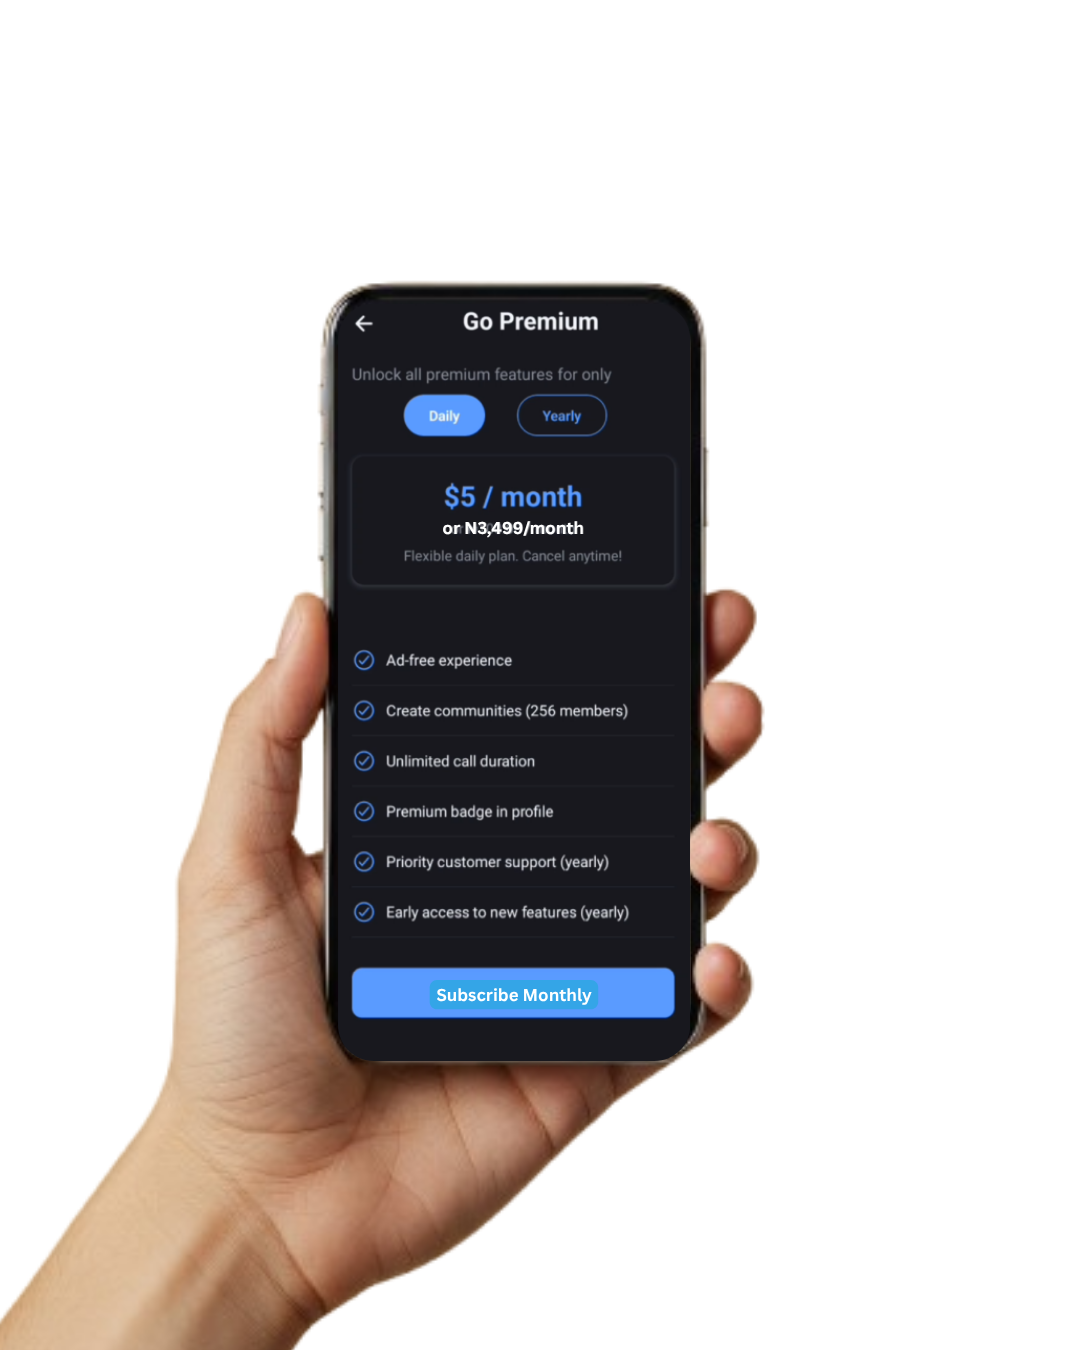 Go Premium
Unlock all premium features for only
Daily
Yearly
$5 / month
or N3,499/month
Flexible daily plan. Cancel anytime!
Ad-free experience
Create communities (256 members)
Unlimited call duration
Premium badge in profile
Priority customer support (yearly)
Early access to new features (yearly)
Subscribe Monthly